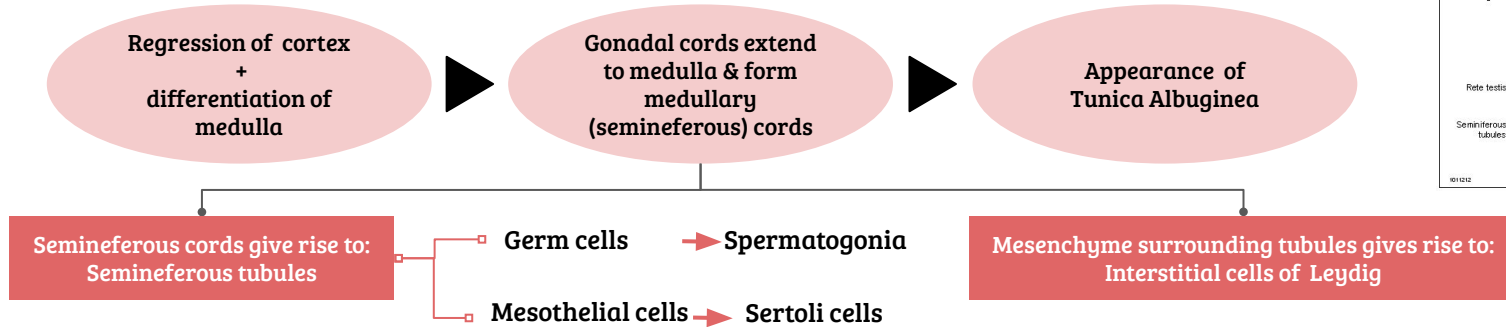 Regression of cortex
+
differentiation of
medulla
Gonadal cords extend
to medulla & form
medullary
(semineferous) cords
Appearance of
Tunica Albuginea
Rete testis
Seminiferous
tubules
1011212
Semineferous cords give rise to:
Semineferous tubules
Germ cells
Spermatogonia
Mesothelial cells
Sertoli cells
Mesenchyme surrounding tubules gives rise to:
Interstitial cells of Leydig